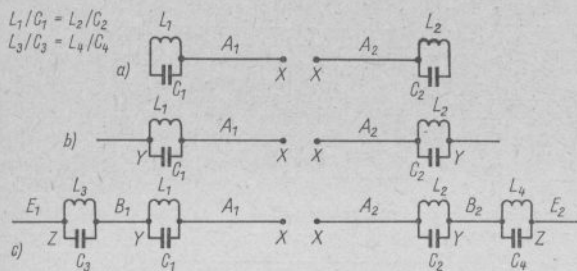 L₁/C₁ = L₂/C₂
L₃/C₃ = L₄/C₄
a) L₁ C₁ A₁ X X A₂ L₂ C₂
b) Y L₁ C₁ A₁ X X A₂ L₂ C₂ Y
c) E₁ Z L₃ C₃ B₁ Y L₁ C₁ A₁ X X A₂ L₂ C₂ Y B₂ L₄ C₄ Z E₂